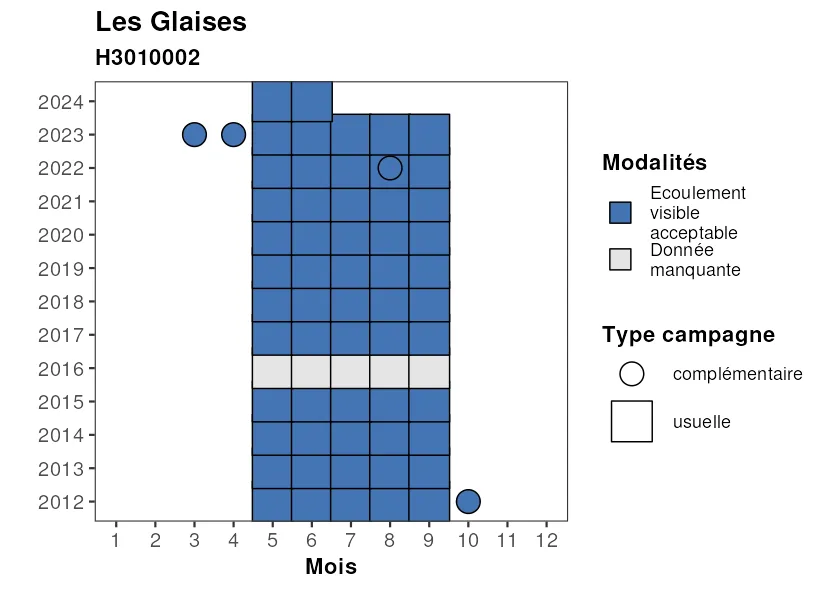 Les Glaises
H3010002
2024
2023
2022
2021
2020
2019
2018
2017
2016
2015
2014
2013
2012
1 2 3 4 5 6 7 8 9 10 11 12
Mois
Modalités
Ecoulement
visible
acceptable
Donnée
manquante
Type campagne
complémentaire
usuelle